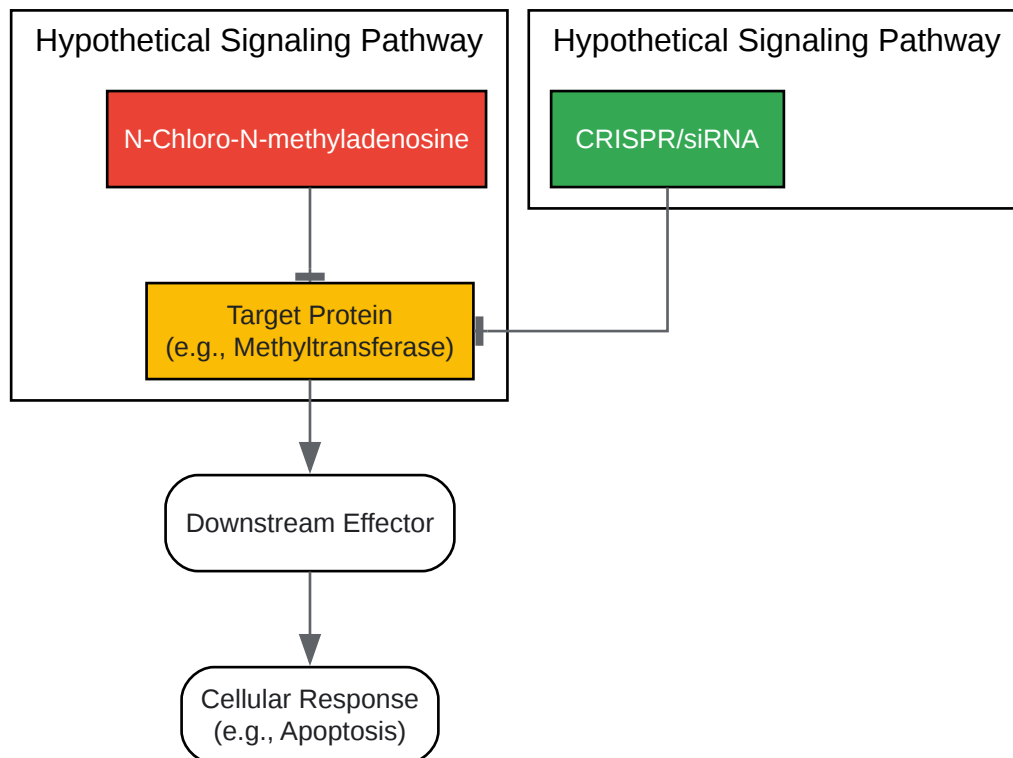 Hypothetical Signaling Pathway
N-Chloro-N-methyladenosine
Target Protein
(e.g., Methyltransferase)
Hypothetical Signaling Pathway
CRISPR/siRNA
Downstream Effector
Cellular Response
(e.g., Apoptosis)